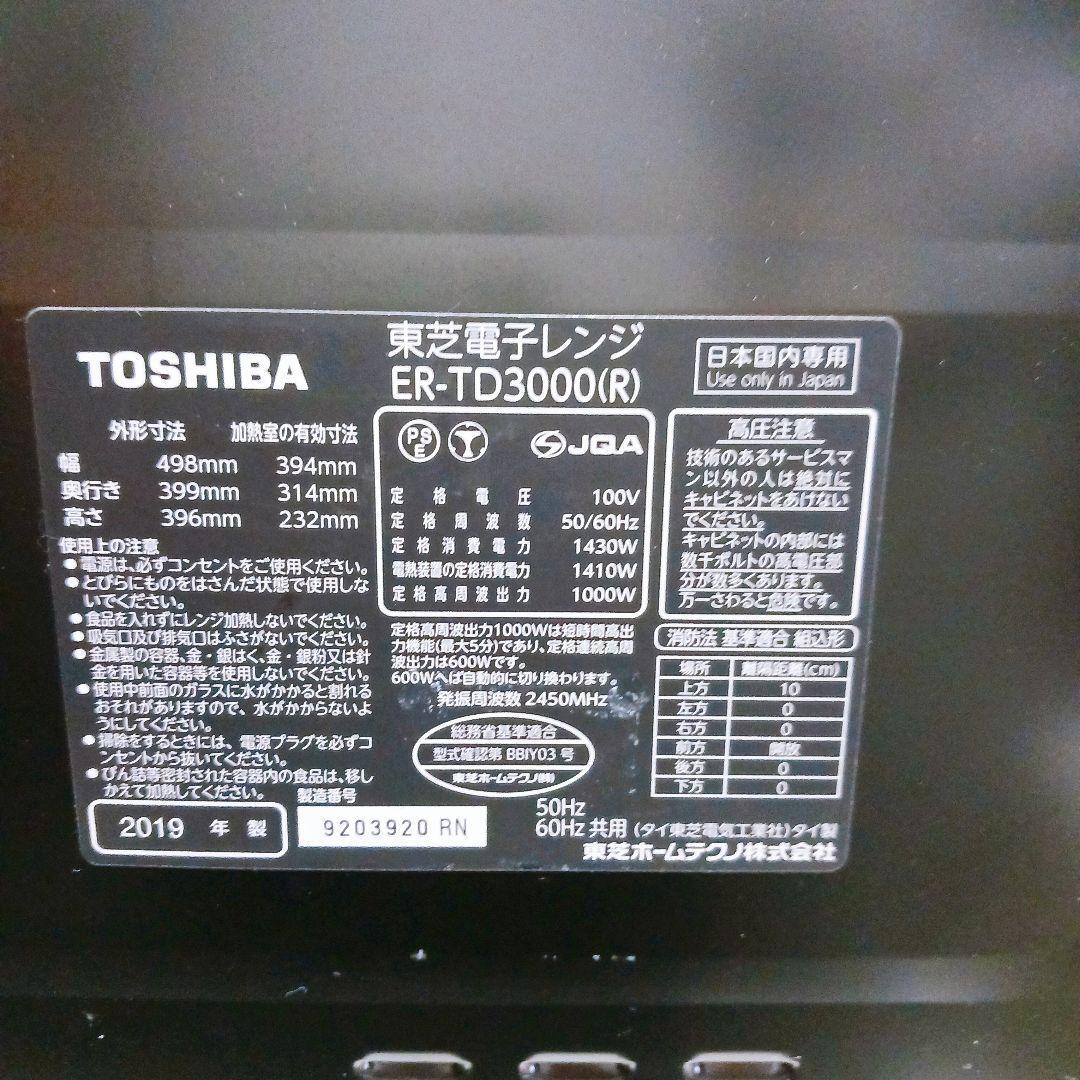 TOSHIBA
東芝電子レンジ
ER-TD3000(R)
日本国内専用
Use only in Japan
外形寸法 加熱室の有効寸法
幅 498mm 394mm
奥行き 399mm 314mm
高さ 396mm 232mm
使用上の注意
●電源は、必ずコンセントをご使用ください。
●とびらにものをはさんだ状態で使用しな
いでください。
●食品を入れずにレンジ加熱しないでください。
●吸気口及び排気口はふさがないでください。
●金属製の容器、金・銀はく、金・銀粉又は針
金を用いた容器等を使用しないでください。
●使用中前面のガラスに水がかかると割れる
おそれがありますので、水がかからないよ
うにしてください。
●掃除をするときには、電源プラグを必ずコ
ンセントから抜いてください。
●びん詰等密封された容器内の食品は、移し
かえて加熱してください。
2019 年 製
製造番号
9203920 RN
PSE JQA
定格電圧 100V
定格周波数 50/60Hz
定格消費電力 1430W
電熱装置の定格消費電力 1410W
定格高周波出力 1000W
定格高周波出力1000Wは短時間高出
力機能(最大5分)であり、定格連続高周
波出力は600Wです。
600Wへは自動的に切り換わります。
発振周波数 2450MHz
総務省基準適合
型式確認第 BBIY03 号
東芝ホームテクノ(株)
高圧注意
技術のあるサービスマ
ン以外の人は絶対に
キャビネットをあけない
でください。
キャビネットの内部には
数千ボルトの高電圧部
分が数多くあります。
万一さわると危険です。
消防法 基準適合 組込形
場所 離隔距離(cm)
上方 10
左方 0
右方 0
前方 開放
後方 0
下方 0
50Hz
60Hz 共用 (タイ東芝電気工業社)タイ製
東芝ホームテクノ株式会社